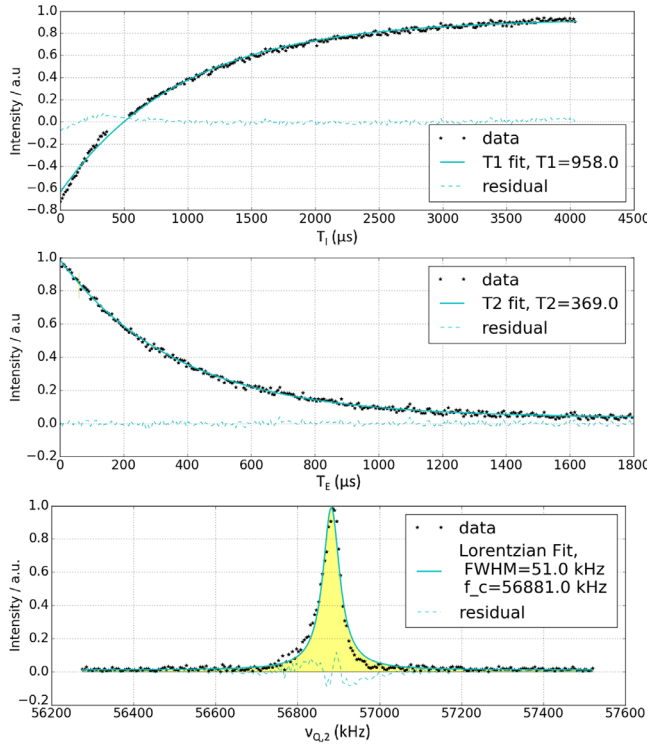 1.0
0.8
0.6
0.4
0.2
0.0
−0.2
−0.4
−0.6
−0.8
Intensity / a.u
data
T1 fit, T1=958.0
residual
0 500 1000 1500 2000 2500 3000 3500 4000 4500
T_I (μs)
1.0
0.8
0.6
0.4
0.2
0.0
−0.2
Intensity / a.u
data
T2 fit, T2=369.0
residual
0 200 400 600 800 1000 1200 1400 1600 1800
T_E (μs)
1.0
0.8
0.6
0.4
0.2
0.0
−0.2
Intensity / a.u.
data
Lorentzian Fit,
FWHM=51.0 kHz
f_c=56881.0 kHz
residual
56200 56400 56600 56800 57000 57200 57400 57600
ν_Q,2 (kHz)